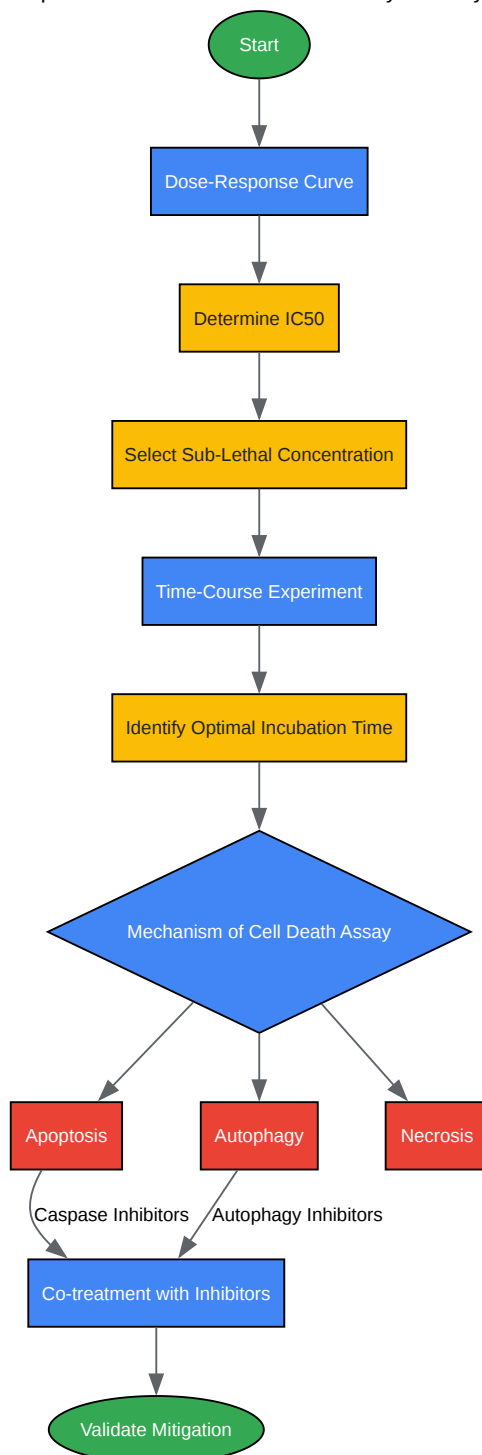 Start
Dose-Response Curve
Determine IC50
Select Sub-Lethal Concentration
Time-Course Experiment
Identify Optimal Incubation Time
Mechanism of Cell Death Assay
Apoptosis
Autophagy
Necrosis
Caspase Inhibitors
Autophagy Inhibitors
Co-treatment with Inhibitors
Validate Mitigation